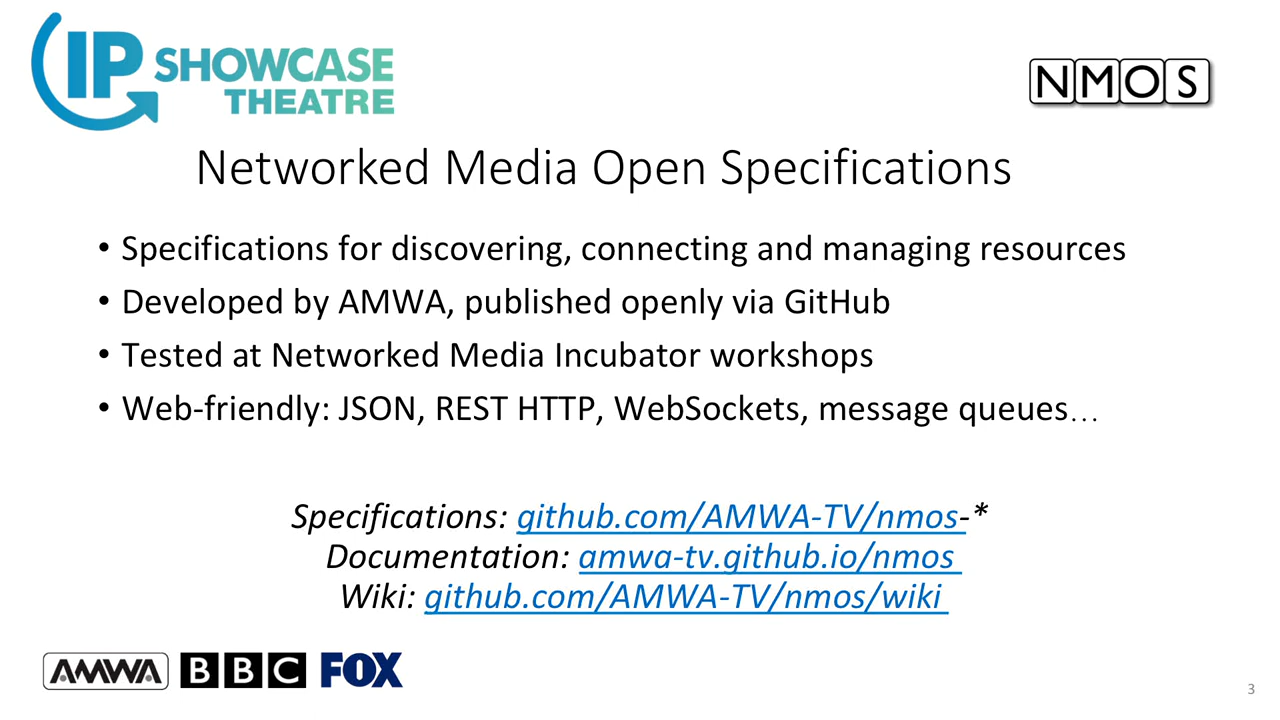 IP SHOWCASE
THEATRE
NMOS
Networked Media Open Specifications
• Specifications for discovering, connecting and managing resources
• Developed by AMWA, published openly via GitHub
• Tested at Networked Media Incubator workshops
• Web-friendly: JSON, REST HTTP, WebSockets, message queues…
Specifications: github.com/AMWA-TV/nmos-*
Documentation: amwa-tv.github.io/nmos
Wiki: github.com/AMWA-TV/nmos/wiki
AMWA BBC FOX
3